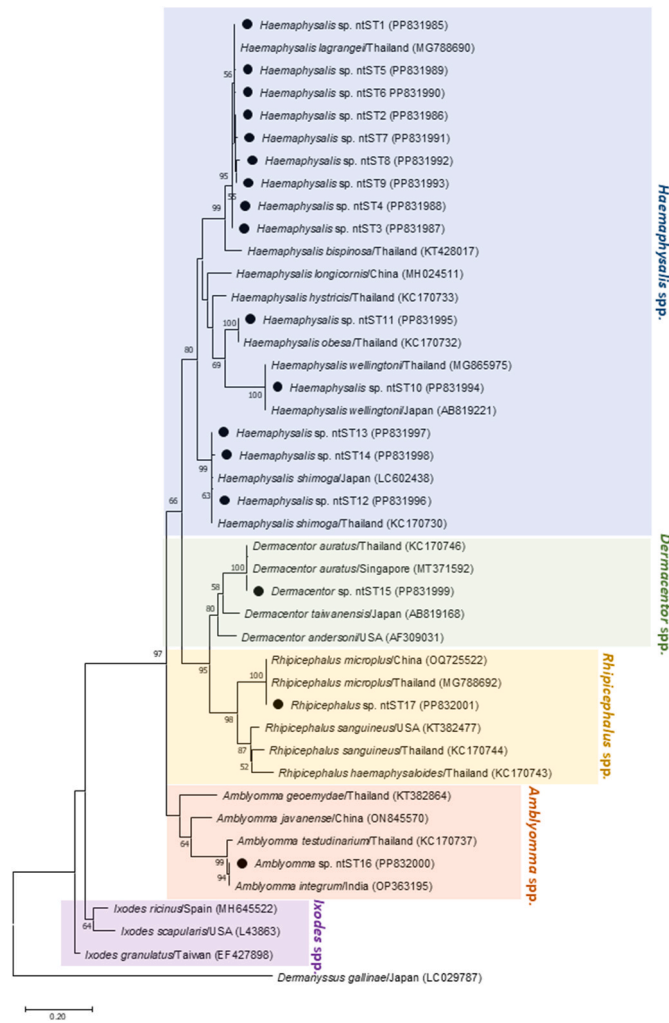 Haemaphysalis sp. ntST1 (PP831985)
Haemaphysalis lagrangei/Thailand (MG788690)
Haemaphysalis sp. ntST5 (PP831989)
56
Haemaphysalis sp. ntST6 PP831990)
Haemaphysalis sp. ntST2 (PP831986)
Haemaphysalis sp. ntST7 (PP831991)
Haemaphysalis sp. ntST8 (PP831992)
95
Haemaphysalis sp. ntST9 (PP831993)
55
Haemaphysalis sp. ntST4 (PP831988)
99
Haemaphysalis sp. ntST3 (PP831987)
Haemaphysalis bispinosa/Thailand (KT428017)
Haemaphysalis longicornis/China (MH024511)
Haemaphysalis hystricis/Thailand (KC170733)
Haemaphysalis sp. ntST11 (PP831995)
100
Haemaphysalis obesa/Thailand (KC170732)
80
69
Haemaphysalis wellingtoni/Thailand (MG865975)
Haemaphysalis sp. ntST10 (PP831994)
100
Haemaphysalis wellingtoni/Japan (AB819221)
Haemaphysalis sp. ntST13 (PP831997)
Haemaphysalis sp. ntST14 (PP831998)
99
Haemaphysalis shimoga/Japan (LC602438)
63
Haemaphysalis sp. ntST12 (PP831996)
66
Haemaphysalis shimoga/Thailand (KC170730)
Haemaphysalis spp.
Dermacentor auratus/Thailand (KC170746)
Dermacentor auratus/Singapore (MT371592)
100
58
Dermacentor sp. ntST15 (PP831999)
80
Dermacentor taiwanensis/Japan (AB819168)
Dermacentor andersoni/USA (AF309031)
Dermacentor spp.
97
95
Rhipicephalus microplus/China (OQ725522)
100
Rhipicephalus microplus/Thailand (MG788692)
Rhipicephalus sp. ntST17 (PP832001)
98
Rhipicephalus sanguineus/USA (KT382477)
87
Rhipicephalus sanguineus/Thailand (KC170744)
52
Rhipicephalus haemaphysaloides/Thailand (KC170743)
Rhipicephalus spp.
Amblyomma geoemydae/Thailand (KT382864)
Amblyomma javanense/China (ON845570)
64
Amblyomma testudinarium/Thailand (KC170737)
99
Amblyomma sp. ntST16 (PP832000)
94
Amblyomma integrum/India (OP363195)
Amblyomma spp.
Ixodes ricinus/Spain (MH645522)
64
Ixodes scapularis/USA (L43863)
Ixodes granulatus/Taiwan (EF427898)
Ixodes spp.
Dermanyssus gallinae/Japan (LC029787)
0.20